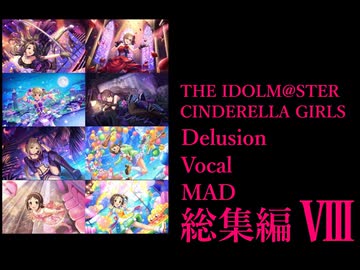 THE IDOLM@STER
CINDERELLA GIRLS
Delusion
Vocal
MAD
総集編 Ⅷ